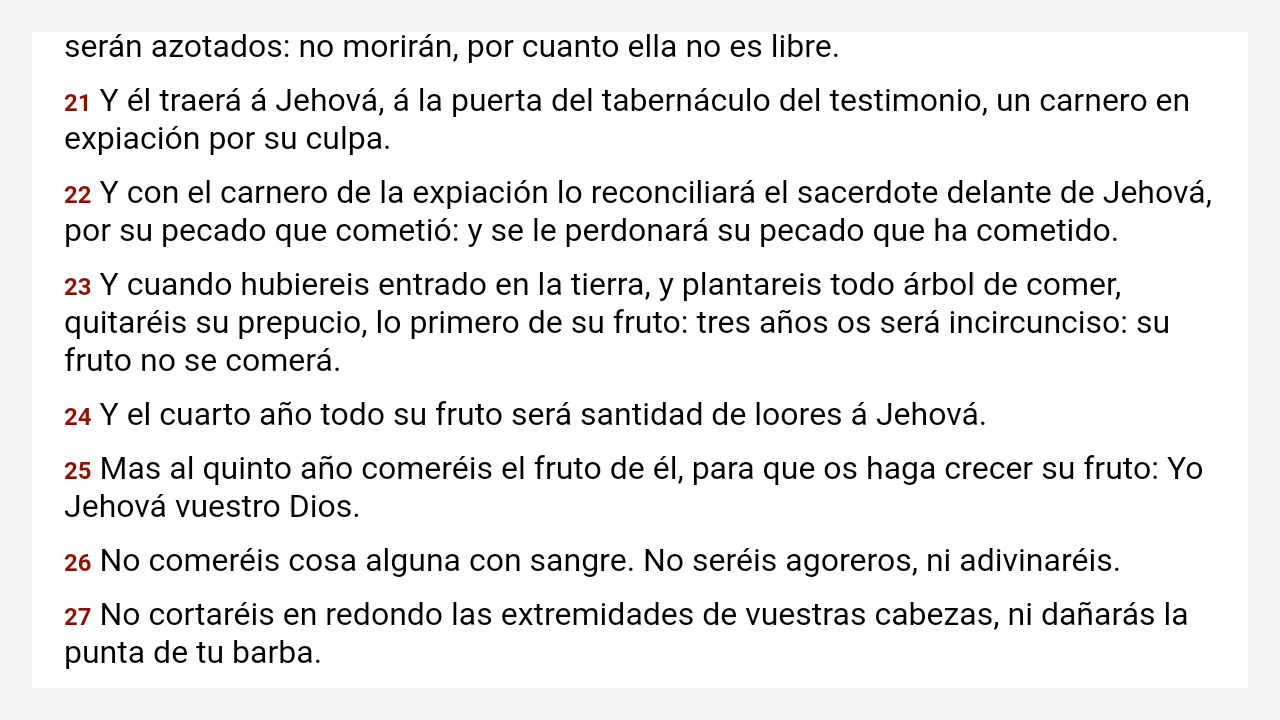 serán azotados: no morirán, por cuanto ella no es libre.
21 Y él traerá á Jehová, á la puerta del tabernáculo del testimonio, un carnero en
expiación por su culpa.
22 Y con el carnero de la expiación lo reconciliará el sacerdote delante de Jehová,
por su pecado que cometió: y se le perdonará su pecado que ha cometido.
23 Y cuando hubiereis entrado en la tierra, y plantareis todo árbol de comer,
quitaréis su prepucio, lo primero de su fruto: tres años os será incircunciso: su
fruto no se comerá.
24 Y el cuarto año todo su fruto será santidad de loores á Jehová.
25 Mas al quinto año comeréis el fruto de él, para que os haga crecer su fruto: Yo
Jehová vuestro Dios.
26 No comeréis cosa alguna con sangre. No seréis agoreros, ni adivinaréis.
27 No cortaréis en redondo las extremidades de vuestras cabezas, ni dañarás la
punta de tu barba.